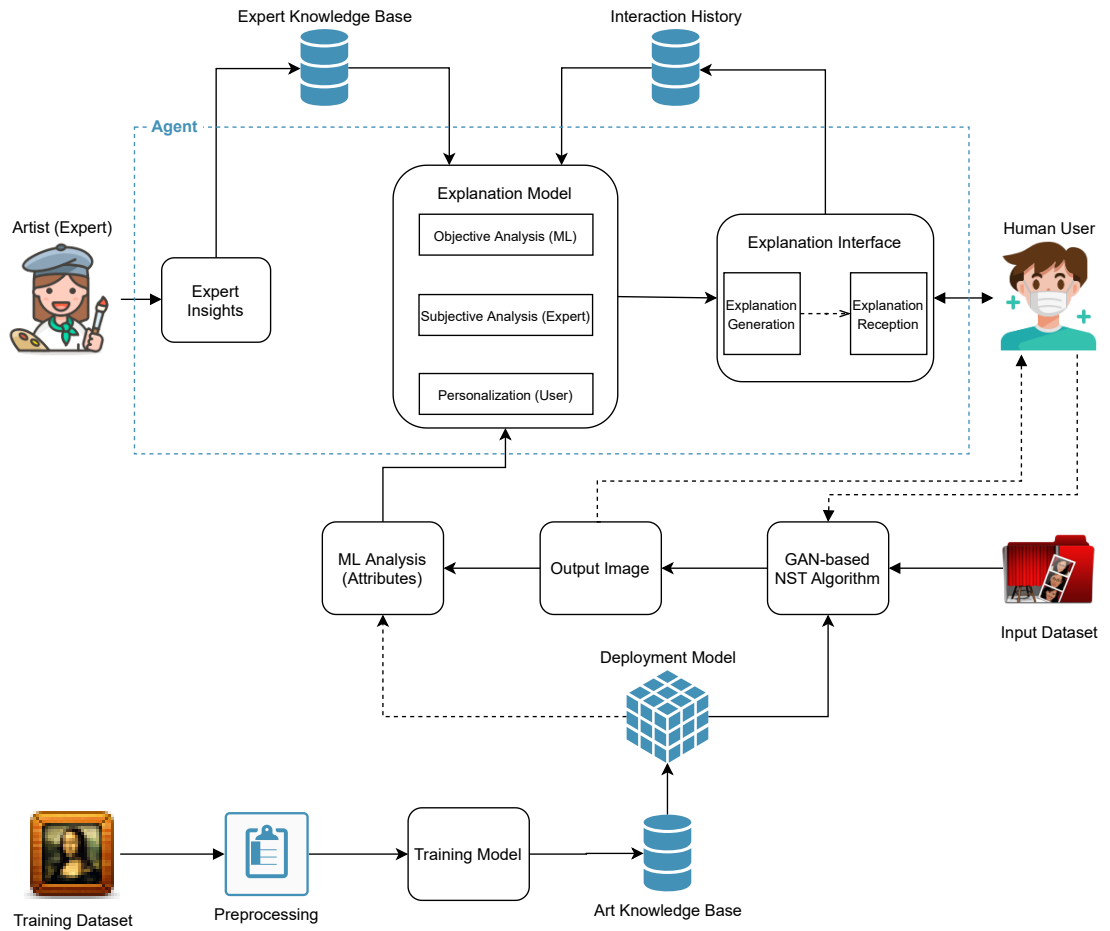 Expert Knowledge Base
Interaction History
Agent
Artist (Expert)
Expert
Insights
Explanation Model
Objective Analysis (ML)
Subjective Analysis (Expert)
Personalization (User)
Explanation Interface
Explanation
Generation
Explanation
Reception
Human User
ML Analysis
(Attributes)
Output Image
GAN-based
NST Algorithm
Input Dataset
Deployment Model
Training Model
Training Dataset
Preprocessing
Art Knowledge Base